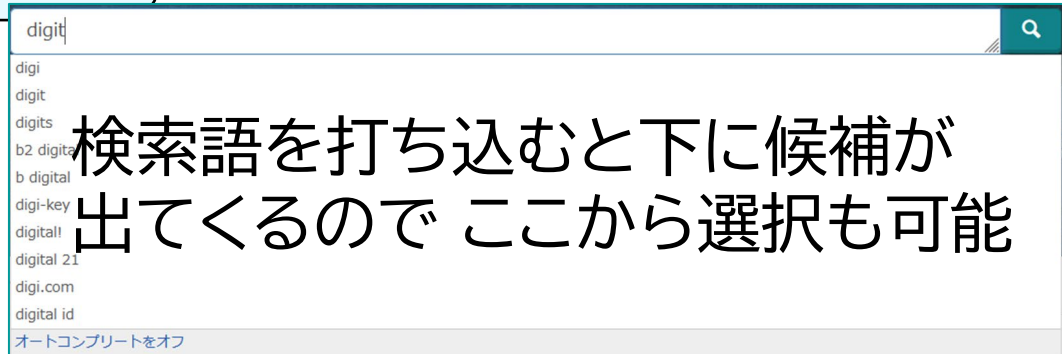 digit
digi
digit
digits
b2 digital
b digital
digi-key
digital!
digital 21
digi.com
digital id
オートコンプリートをオフ
検索語を打ち込むと下に候補が
出てくるので ここから選択も可能